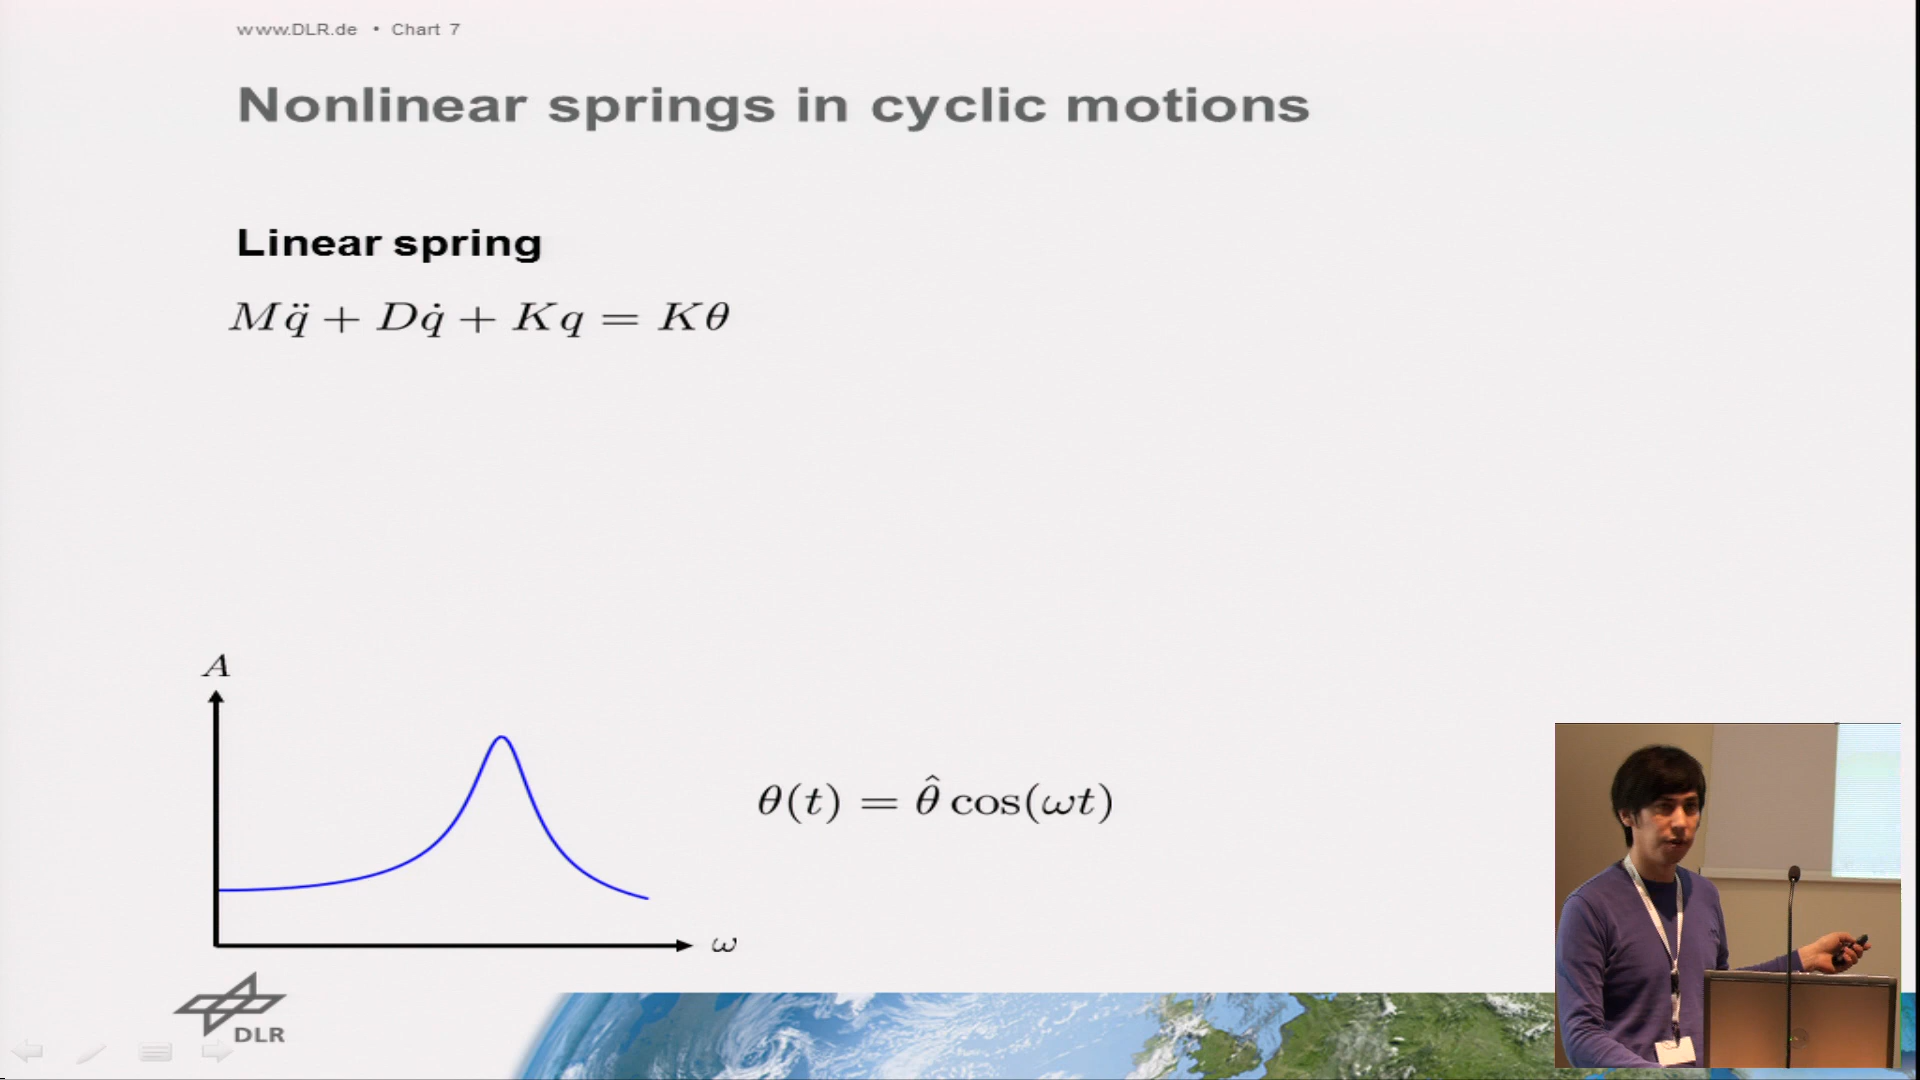 www.DLR.de • Chart 7
Nonlinear springs in cyclic motions
Linear spring
Mq̈ + Dq̇ + Kq = Kθ
A
θ(t) = θ̂ cos(ωt)
ω
DLR